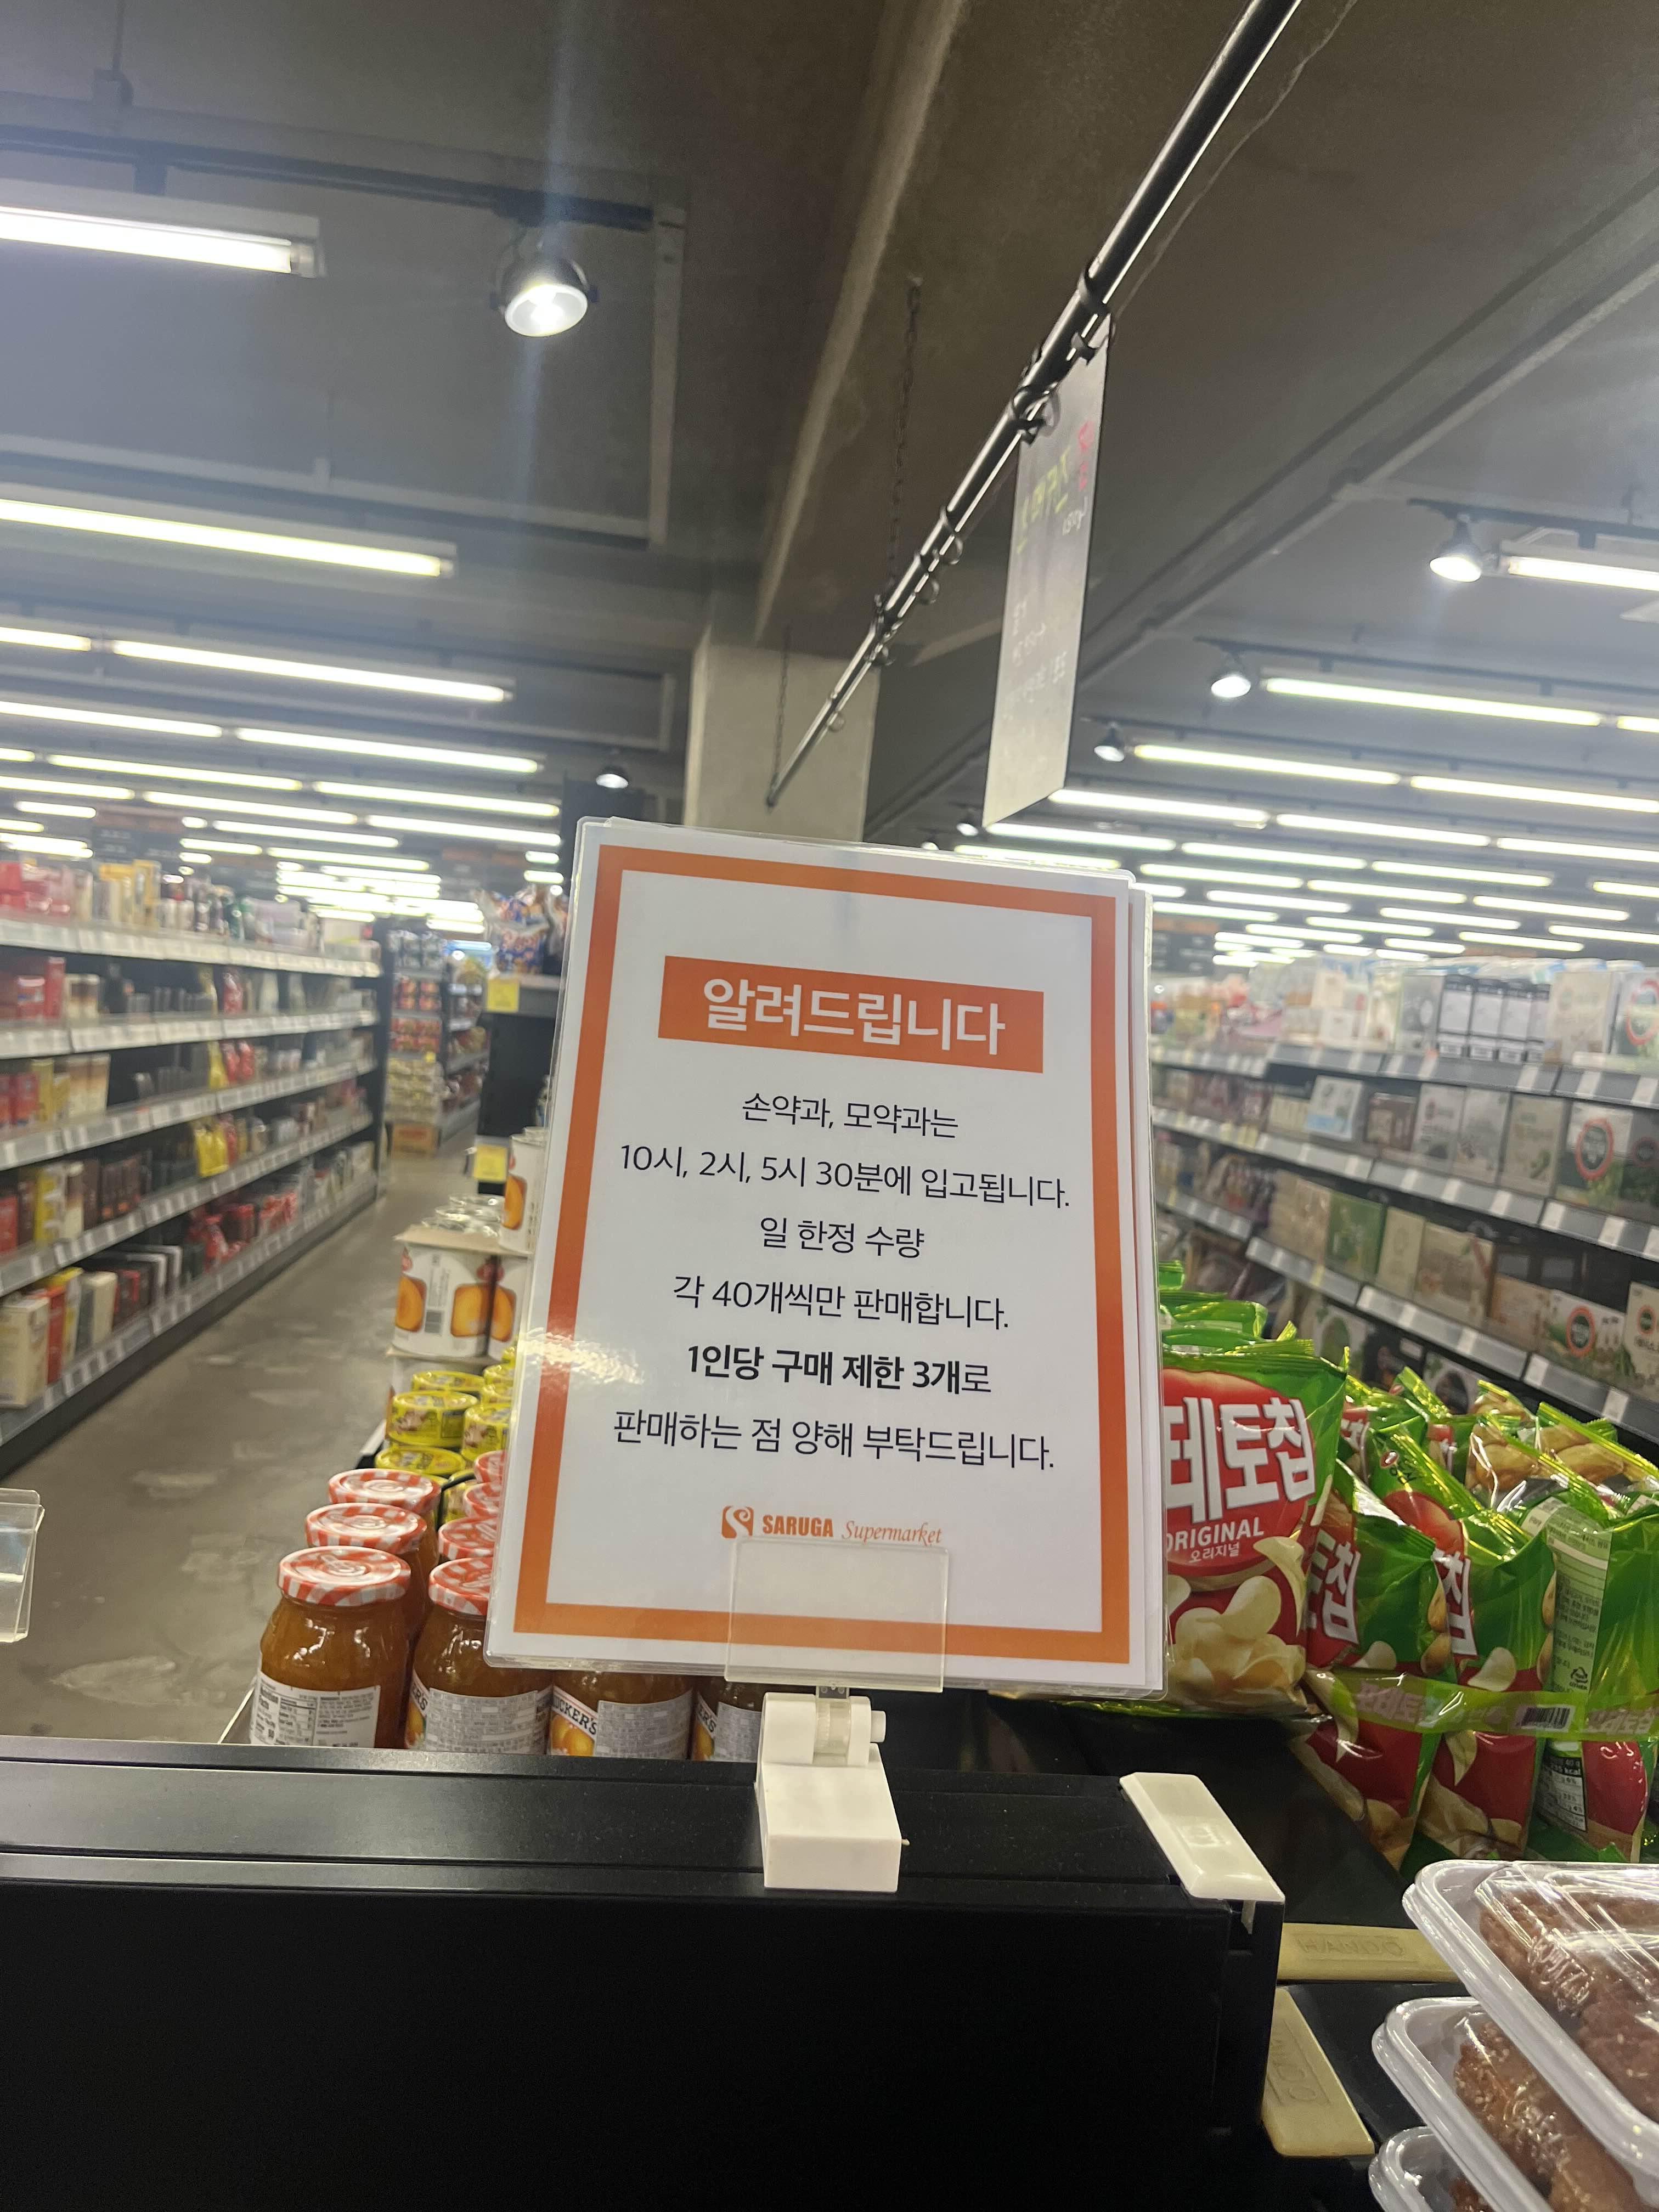 알려드립니다
손약과, 모약과는
10시, 2시, 5시 30분에 입고됩니다.
일 한정 수량
각 40개씩만 판매합니다.
1인당 구매 제한 3개로
판매하는 점 양해 부탁드립니다.
SARUGA Supermarket
테토칩
ORIGINAL
오리지널
토칩
칩